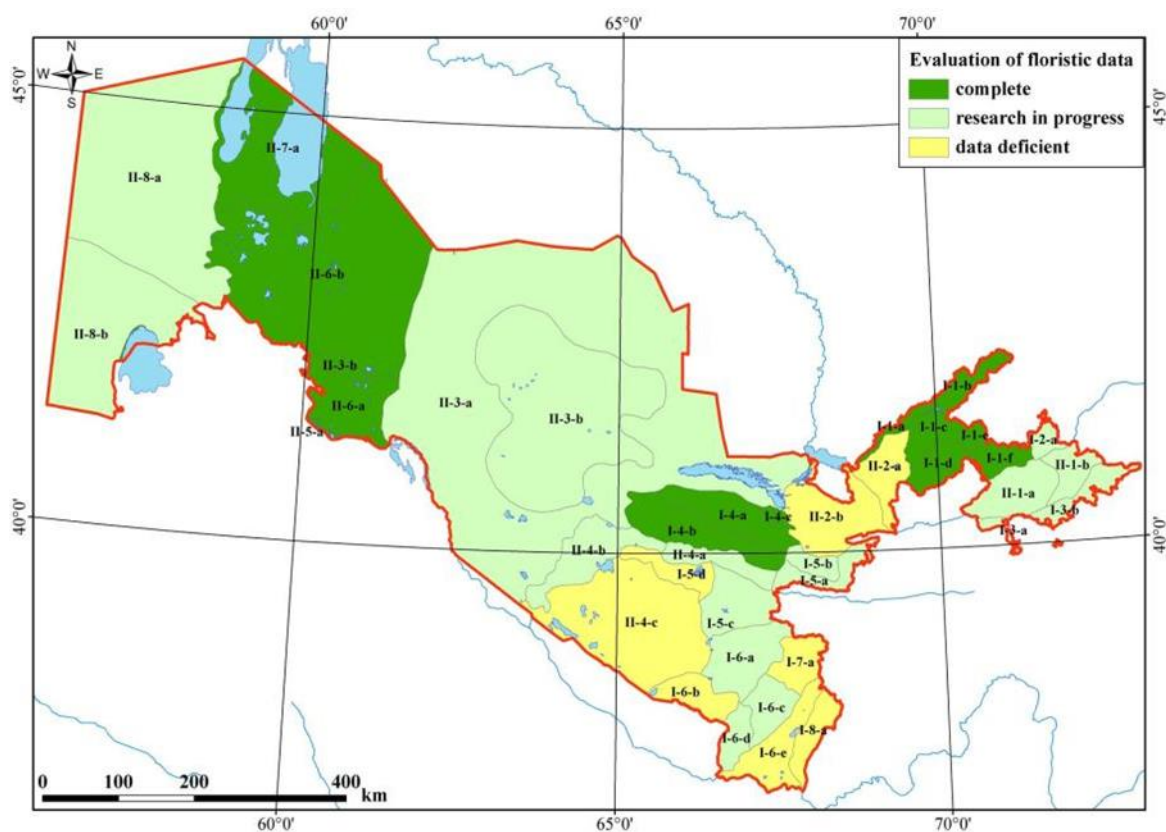 60°0'
65°0'
70°0'
N
W E
S
45°0'
45°0'
Evaluation of floristic data
complete
research in progress
data deficient
II-7-a
II-8-a
II-6-b
II-8-b
II-3-b
II-6-a
II-5-a
II-3-a
II-3-b
I-1-b
I-1-a
I-1-c
I-1-e
I-2-a
II-2-a
I-1-d
I-1-f
II-1-b
II-1-a
I-3-b
I-3-a
I-4-a
I-4-c
II-2-b
I-4-b
40°0'
40°0'
II-4-b
II-4-a
I-5-b
I-5-d
I-5-a
II-4-c
I-5-c
I-6-a
I-7-a
I-6-b
I-6-c
I-8-a
I-6-d
I-6-e
0 100 200 400
km
60°0'
65°0'
70°0'